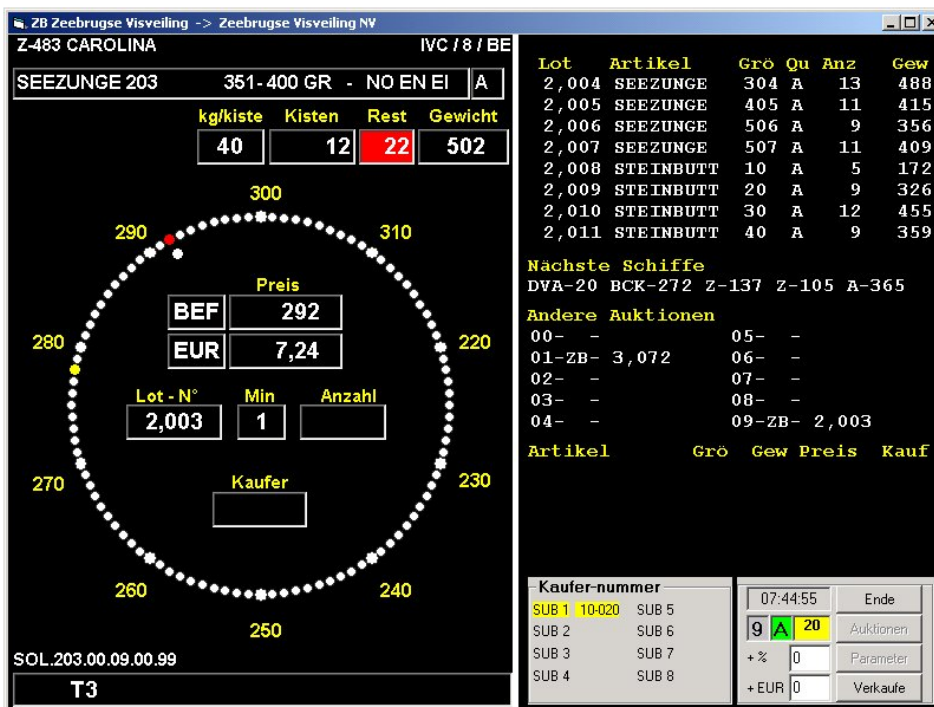 ZB Zeebrugse Visveiling -> Zeebrugse Visveiling NV
Z-483 CAROLINA IVC / 8 / BE
SEEZUNGE 203 351-400 GR - NO EN EI A
kg/kiste Kisten Rest Gewicht
40 12 22 502
300
290 310
Preis
BEF 292
280 220
EUR 7,24
Lot - N° Min Anzahl
2,003 1
270 Kaufer 230
260 240
250
SOL.203.00.09.00.99
T3
Lot Artikel Grö Qu Anz Gew
2,004 SEEZUNGE 304 A 13 488
2,005 SEEZUNGE 405 A 11 415
2,006 SEEZUNGE 506 A 9 356
2,007 SEEZUNGE 507 A 11 409
2,008 STEINBUTT 10 A 5 172
2,009 STEINBUTT 20 A 9 326
2,010 STEINBUTT 30 A 12 455
2,011 STEINBUTT 40 A 9 359
Nächste Schiffe
DVA-20 BCK-272 Z-137 Z-105 A-365
Andere Auktionen
00- - 05- -
01-ZB- 3,072 06- -
02- - 07- -
03- - 08- -
04- - 09-ZB- 2,003
Artikel Grö Gew Preis Kauf
Kaufer-nummer
SUB 1 10-020 SUB 5
SUB 2 SUB 6
SUB 3 SUB 7
SUB 4 SUB 8
07:44:55 Ende
9 A 20 Auktionen
+ % 0 Parameter
+ EUR 0 Verkaufe